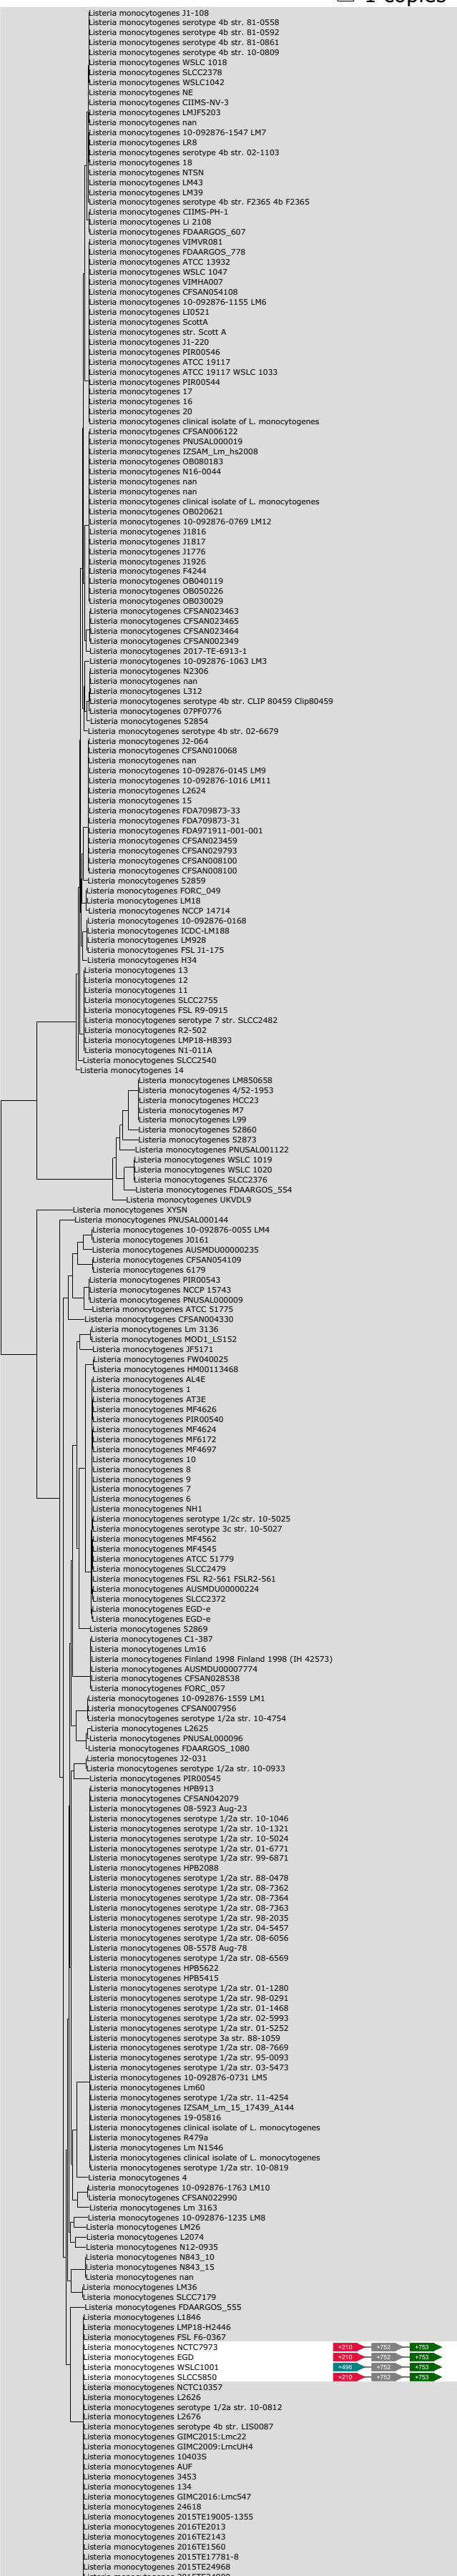 1 copies
Listeria monocytogenes J1-108
Listeria monocytogenes serotype 4b str. 81-0558
Listeria monocytogenes serotype 4b str. 81-0592
Listeria monocytogenes serotype 4b str. 81-0861
Listeria monocytogenes serotype 4b str. 10-0809
Listeria monocytogenes WSLC 1018
Listeria monocytogenes SLCC2378
Listeria monocytogenes WSLC1042
Listeria monocytogenes NE
Listeria monocytogenes CIIMS-NV-3
Listeria monocytogenes LMJF5203
Listeria monocytogenes nan
Listeria monocytogenes 10-092876-1547 LM7
Listeria monocytogenes LR8
Listeria monocytogenes serotype 4b str. 02-1103
Listeria monocytogenes 18
Listeria monocytogenes NTSN
Listeria monocytogenes LM43
Listeria monocytogenes LM39
Listeria monocytogenes serotype 4b str. F2365 4b F2365
Listeria monocytogenes CIIMS-PH-1
Listeria monocytogenes Li 2108
Listeria monocytogenes FDAARGOS_607
Listeria monocytogenes VIMVR081
Listeria monocytogenes FDAARGOS_778
Listeria monocytogenes ATCC 13932
Listeria monocytogenes WSLC 1047
Listeria monocytogenes VIMHA007
Listeria monocytogenes CFSAN054108
Listeria monocytogenes 10-092876-1155 LM6
Listeria monocytogenes LI0521
Listeria monocytogenes ScottA
Listeria monocytogenes str. Scott A
Listeria monocytogenes J1-220
Listeria monocytogenes PIR00546
Listeria monocytogenes ATCC 19117
Listeria monocytogenes ATCC 19117 WSLC 1033
Listeria monocytogenes PIR00544
Listeria monocytogenes 17
Listeria monocytogenes 16
Listeria monocytogenes 20
Listeria monocytogenes clinical isolate of L. monocytogenes
Listeria monocytogenes CFSAN006122
Listeria monocytogenes PNUSAL000019
Listeria monocytogenes IZSAM_Lm_hs2008
Listeria monocytogenes OB080183
Listeria monocytogenes N16-0044
Listeria monocytogenes nan
Listeria monocytogenes nan
Listeria monocytogenes clinical isolate of L. monocytogenes
Listeria monocytogenes OB020621
Listeria monocytogenes 10-092876-0769 LM12
Listeria monocytogenes J1816
Listeria monocytogenes J1817
Listeria monocytogenes J1776
Listeria monocytogenes J1926
Listeria monocytogenes F4244
Listeria monocytogenes OB040119
Listeria monocytogenes OB050226
Listeria monocytogenes OB030029
Listeria monocytogenes CFSAN023463
Listeria monocytogenes CFSAN023465
Listeria monocytogenes CFSAN023464
Listeria monocytogenes CFSAN002349
Listeria monocytogenes 2017-TE-6913-1
Listeria monocytogenes 10-092876-1063 LM3
Listeria monocytogenes N2306
Listeria monocytogenes nan
Listeria monocytogenes L312
Listeria monocytogenes serotype 4b str. CLIP 80459 Clip80459
Listeria monocytogenes 07PF0776
Listeria monocytogenes 52854
Listeria monocytogenes serotype 4b str. 02-6679
Listeria monocytogenes J2-064
Listeria monocytogenes CFSAN010068
Listeria monocytogenes nan
Listeria monocytogenes 10-092876-0145 LM9
Listeria monocytogenes 10-092876-1016 LM11
Listeria monocytogenes L2624
Listeria monocytogenes 15
Listeria monocytogenes FDA709873-33
Listeria monocytogenes FDA709873-31
Listeria monocytogenes FDA971911-001-001
Listeria monocytogenes CFSAN023459
Listeria monocytogenes CFSAN029793
Listeria monocytogenes CFSAN008100
Listeria monocytogenes CFSAN008100
Listeria monocytogenes 52859
Listeria monocytogenes FORC_049
Listeria monocytogenes LM18
Listeria monocytogenes NCCP 14714
Listeria monocytogenes 10-092876-0168
Listeria monocytogenes ICDC-LM188
Listeria monocytogenes LM928
Listeria monocytogenes FSL J1-175
Listeria monocytogenes H34
Listeria monocytogenes 13
Listeria monocytogenes 12
Listeria monocytogenes 11
Listeria monocytogenes SLCC2755
Listeria monocytogenes FSL R9-0915
Listeria monocytogenes serotype 7 str. SLCC2482
Listeria monocytogenes R2-502
Listeria monocytogenes LMP18-H8393
Listeria monocytogenes N1-011A
Listeria monocytogenes SLCC2540
Listeria monocytogenes 14
Listeria monocytogenes LM850658
Listeria monocytogenes 4/52-1953
Listeria monocytogenes HCC23
Listeria monocytogenes M7
Listeria monocytogenes L99
Listeria monocytogenes 52860
Listeria monocytogenes 52873
Listeria monocytogenes PNUSAL001122
Listeria monocytogenes WSLC 1019
Listeria monocytogenes WSLC 1020
Listeria monocytogenes SLCC2376
Listeria monocytogenes FDAARGOS_554
Listeria monocytogenes UKVDL9
Listeria monocytogenes XYSN
Listeria monocytogenes PNUSAL000144
Listeria monocytogenes 10-092876-0055 LM4
Listeria monocytogenes J0161
Listeria monocytogenes AUSMDU00000235
Listeria monocytogenes CFSAN054109
Listeria monocytogenes 6179
Listeria monocytogenes PIR00543
Listeria monocytogenes NCCP 15743
Listeria monocytogenes PNUSAL000009
Listeria monocytogenes ATCC 51775
Listeria monocytogenes CFSAN004330
Listeria monocytogenes Lm 3136
Listeria monocytogenes MOD1_LS152
Listeria monocytogenes JF5171
Listeria monocytogenes FW040025
Listeria monocytogenes HM00113468
Listeria monocytogenes AL4E
Listeria monocytogenes 1
Listeria monocytogenes AT3E
Listeria monocytogenes MF4626
Listeria monocytogenes PIR00540
Listeria monocytogenes MF4624
Listeria monocytogenes MF6172
Listeria monocytogenes MF4697
Listeria monocytogenes 10
Listeria monocytogenes 8
Listeria monocytogenes 9
Listeria monocytogenes 7
Listeria monocytogenes 6
Listeria monocytogenes NH1
Listeria monocytogenes serotype 1/2c str. 10-5025
Listeria monocytogenes serotype 3c str. 10-5027
Listeria monocytogenes MF4562
Listeria monocytogenes MF4545
Listeria monocytogenes ATCC 51779
Listeria monocytogenes SLCC2479
Listeria monocytogenes FSL R2-561 FSLR2-561
Listeria monocytogenes AUSMDU00000224
Listeria monocytogenes SLCC2372
Listeria monocytogenes EGD-e
Listeria monocytogenes EGD-e
Listeria monocytogenes 52869
Listeria monocytogenes C1-387
Listeria monocytogenes Lm16
Listeria monocytogenes Finland 1998 Finland 1998 (IH 42573)
Listeria monocytogenes AUSMDU00007774
Listeria monocytogenes CFSAN028538
Listeria monocytogenes FORC_057
Listeria monocytogenes 10-092876-1559 LM1
Listeria monocytogenes CFSAN007956
Listeria monocytogenes serotype 1/2a str. 10-4754
Listeria monocytogenes L2625
Listeria monocytogenes PNUSAL000096
Listeria monocytogenes FDAARGOS_1080
Listeria monocytogenes J2-031
Listeria monocytogenes serotype 1/2a str. 10-0933
Listeria monocytogenes PIR00545
Listeria monocytogenes HPB913
Listeria monocytogenes CFSAN042079
Listeria monocytogenes 08-5923 Aug-23
Listeria monocytogenes serotype 1/2a str. 10-1046
Listeria monocytogenes serotype 1/2a str. 10-1321
Listeria monocytogenes serotype 1/2a str. 10-5024
Listeria monocytogenes serotype 1/2a str. 01-6771
Listeria monocytogenes serotype 1/2a str. 99-6871
Listeria monocytogenes HPB2088
Listeria monocytogenes serotype 1/2a str. 88-0478
Listeria monocytogenes serotype 1/2a str. 08-7362
Listeria monocytogenes serotype 1/2a str. 08-7364
Listeria monocytogenes serotype 1/2a str. 08-7363
Listeria monocytogenes serotype 1/2a str. 98-2035
Listeria monocytogenes serotype 1/2a str. 04-5457
Listeria monocytogenes serotype 1/2a str. 08-6056
Listeria monocytogenes 08-5578 Aug-78
Listeria monocytogenes serotype 1/2a str. 08-6569
Listeria monocytogenes HPB5622
Listeria monocytogenes HPB5415
Listeria monocytogenes serotype 1/2a str. 01-1280
Listeria monocytogenes serotype 1/2a str. 98-0291
Listeria monocytogenes serotype 1/2a str. 01-1468
Listeria monocytogenes serotype 1/2a str. 02-5993
Listeria monocytogenes serotype 1/2a str. 01-5252
Listeria monocytogenes serotype 3a str. 88-1059
Listeria monocytogenes serotype 1/2a str. 08-7669
Listeria monocytogenes serotype 1/2a str. 95-0093
Listeria monocytogenes serotype 1/2a str. 03-5473
Listeria monocytogenes 10-092876-0731 LM5
Listeria monocytogenes Lm60
Listeria monocytogenes serotype 1/2a str. 11-4254
Listeria monocytogenes IZSAM_Lm_15_17439_A144
Listeria monocytogenes 19-05816
Listeria monocytogenes clinical isolate of L. monocytogenes
Listeria monocytogenes R479a
Listeria monocytogenes Lm N1546
Listeria monocytogenes clinical isolate of L. monocytogenes
Listeria monocytogenes serotype 1/2a str. 10-0819
Listeria monocytogenes 4
Listeria monocytogenes 10-092876-1763 LM10
Listeria monocytogenes CFSAN022990
Listeria monocytogenes Lm 3163
Listeria monocytogenes 10-092876-1235 LM8
Listeria monocytogenes LM26
Listeria monocytogenes L2074
Listeria monocytogenes N12-0935
Listeria monocytogenes N843_10
Listeria monocytogenes N843_15
Listeria monocytogenes nan
Listeria monocytogenes LM36
Listeria monocytogenes SLCC7179
Listeria monocytogenes FDAARGOS_555
Listeria monocytogenes L1846
Listeria monocytogenes LMP18-H2446
Listeria monocytogenes FSL F6-0367
Listeria monocytogenes NCTC7973 +210 +752 +753
Listeria monocytogenes EGD +210 +752 +753
Listeria monocytogenes WSLC1001 +496 +752 +753
Listeria monocytogenes SLCC5850 +210 +752 +753
Listeria monocytogenes NCTC10357
Listeria monocytogenes L2626
Listeria monocytogenes serotype 1/2a str. 10-0812
Listeria monocytogenes L2676
Listeria monocytogenes serotype 4b str. LIS0087
Listeria monocytogenes GIMC2015:Lmc22
Listeria monocytogenes GIMC2009:LmcUH4
Listeria monocytogenes 10403S
Listeria monocytogenes AUF
Listeria monocytogenes 3453
Listeria monocytogenes 134
Listeria monocytogenes GIMC2016:Lmc547
Listeria monocytogenes 24618
Listeria monocytogenes 2015TE19005-1355
Listeria monocytogenes 2016TE2013
Listeria monocytogenes 2016TE2143
Listeria monocytogenes 2016TE1560
Listeria monocytogenes 2015TE17781-8
Listeria monocytogenes 2015TE24968